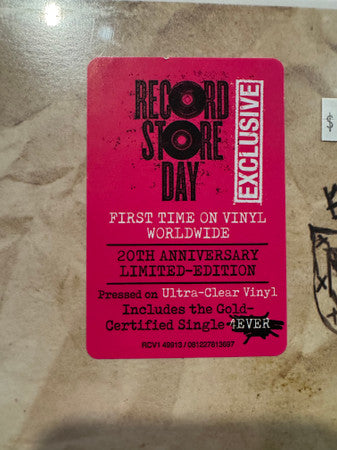 RECORD
STORE
DAY
EXCLUSIVE
FIRST TIME ON VINYL
WORLDWIDE
20TH ANNIVERSARY
LIMITED-EDITION
Pressed on Ultra-Clear Vinyl
Includes the Gold-
Certified Single 4EVER
RCV1 49913 / 081227813697